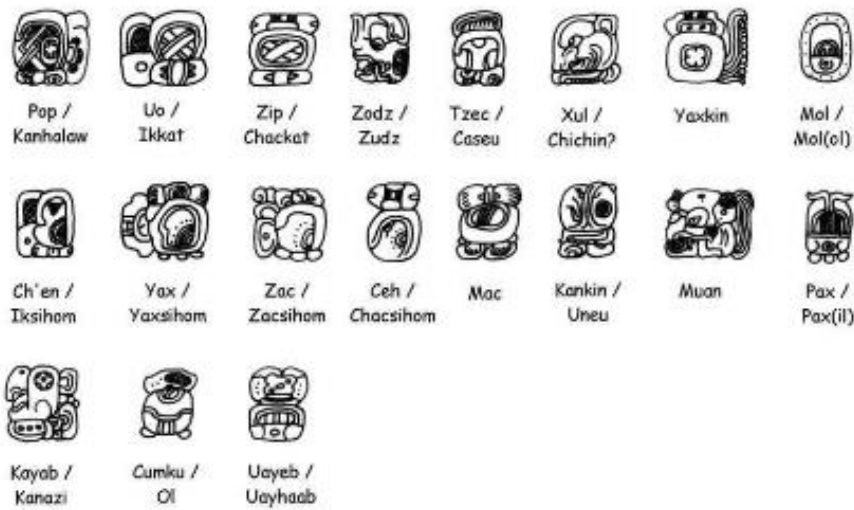 Pop / Uo / Zip / Zodz / Tzec / Xul / Yaxkin Mol /
Kanhalaw Ikkat Chackat Zudz Caseu Chichin? Mol(ol)
Ch'en / Yax / Zac / Ceh / Mac Kankin / Muan Pax /
Iksihom Yaxsihom Zacsihom Chacsihom Uneu Pax(il)
Kayab / Cumku / Uayeb /
Kanazi Ol Uayhaab